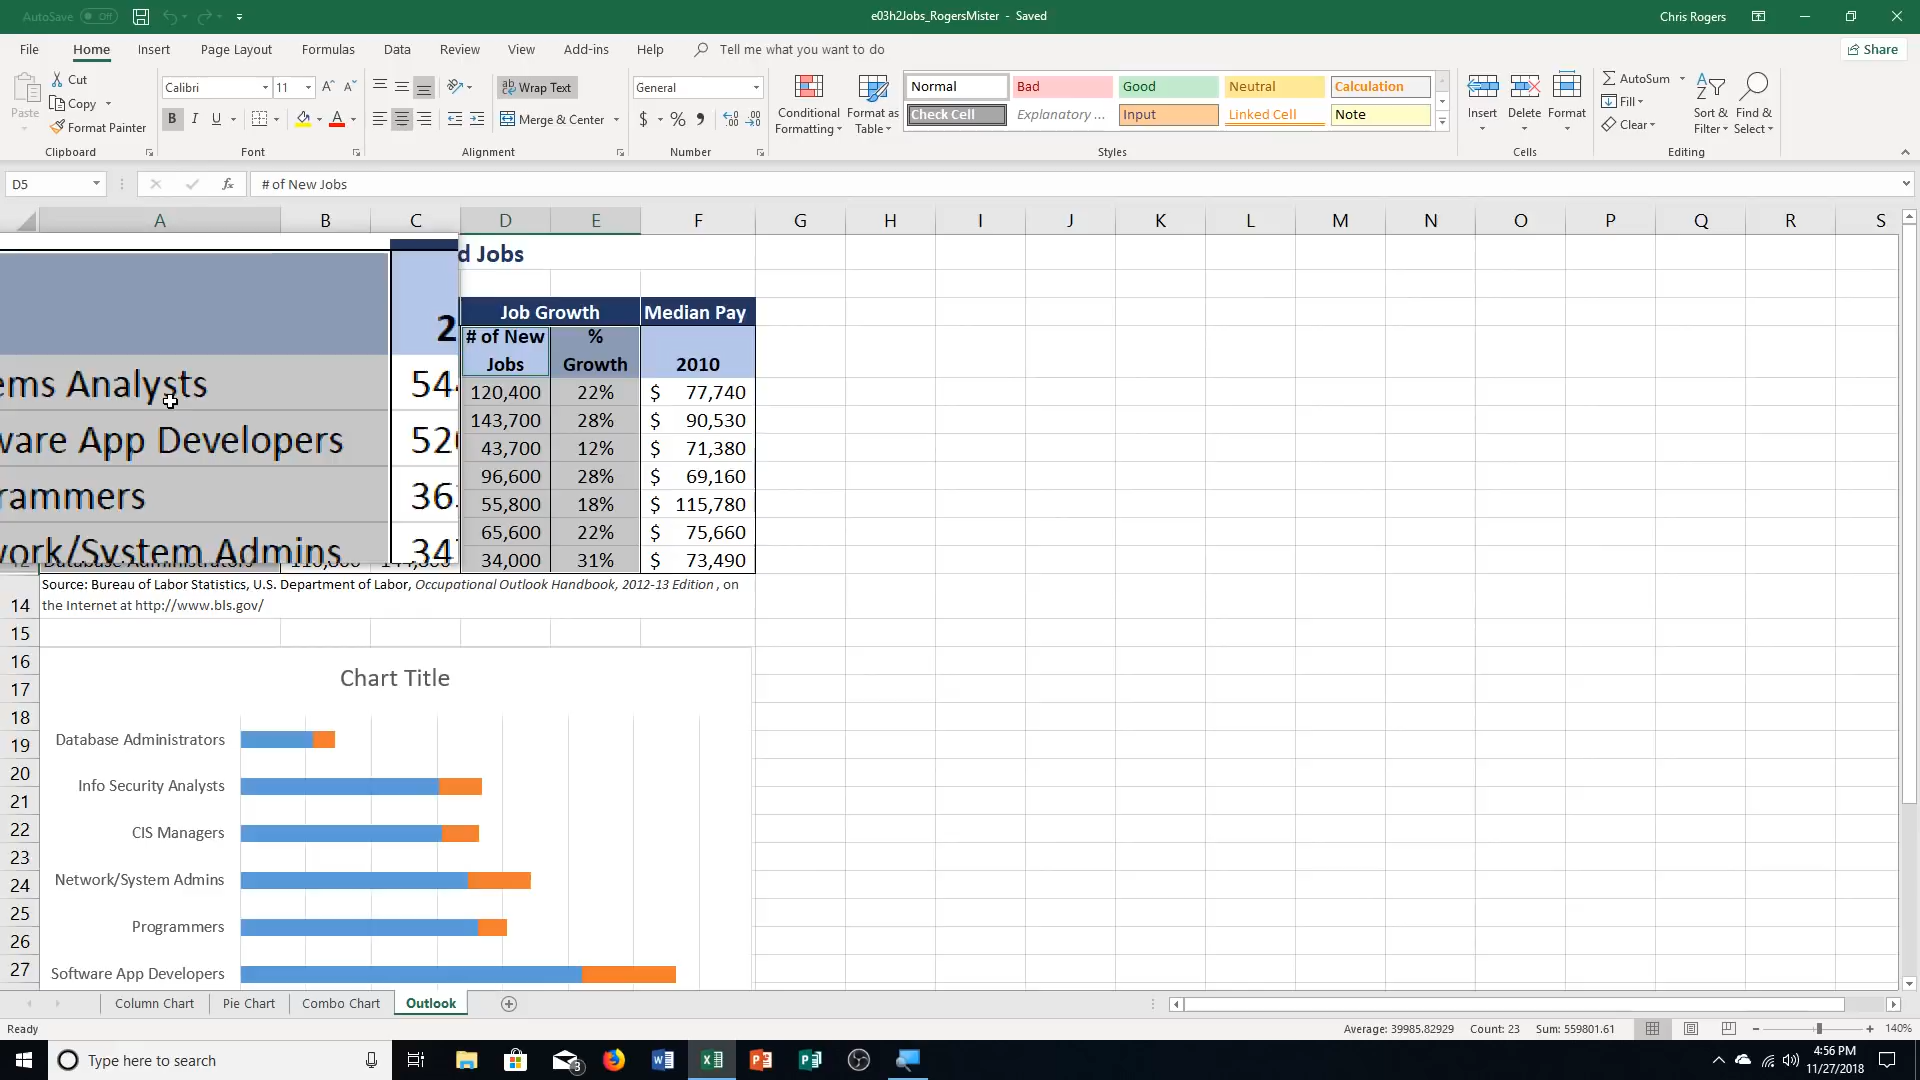 AutoSave Off
e03h2Jobs_RogersMister - Saved
Chris Rogers
File Home Insert Page Layout Formulas Data Review View Add-ins Help Tell me what you want to do Share
Paste
Cut
Copy
Format Painter
Calibri 11
B I U
Wrap Text
Merge & Center
General
$ % ,
Conditional Formatting
Format as Table
Normal Bad Good Neutral Calculation
Check Cell Explanatory ... Input Linked Cell Note
Insert Delete Format
AutoSum
Fill
Clear
Sort & Filter
Find & Select
Clipboard Font Alignment Number Styles Cells Editing
D5 fx # of New Jobs
A B C D E F G H I J K L M N O P Q R S
d Jobs
Job Growth Median Pay
# of New Jobs % Growth 2010
120,400 22% $ 77,740
143,700 28% $ 90,530
43,700 12% $ 71,380
96,600 28% $ 69,160
55,800 18% $ 115,780
65,600 22% $ 75,660
34,000 31% $ 73,490
2
ems Analysts 54
ware App Developers 52
rammers 36
work/System Admins 34
Source: Bureau of Labor Statistics, U.S. Department of Labor, Occupational Outlook Handbook, 2012-13 Edition , on
14 the Internet at http://www.bls.gov/
15
16
17
18
19
20
21
22
23
24
25
26
27
Chart Title
Database Administrators
Info Security Analysts
CIS Managers
Network/System Admins
Programmers
Software App Developers
Column Chart Pie Chart Combo Chart Outlook
Ready
Average: 39985.82929 Count: 23 Sum: 559801.61
140%
Type here to search
3
4:56 PM
11/27/2018